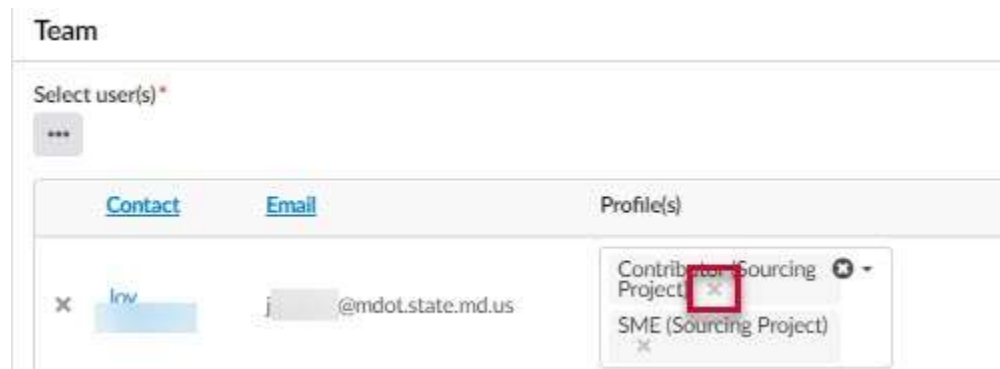 Team
Select user(s)*
...
Contact Email Profile(s)
Contributor (Sourcing
Project)
j @mdot.state.md.us
SME (Sourcing Project)